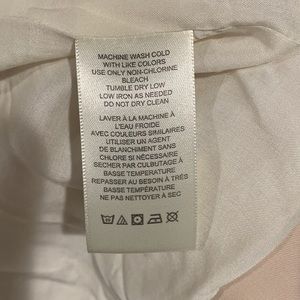 MACHINE WASH COLD
WITH LIKE COLORS
USE ONLY NON-CHLORINE
BLEACH
TUMBLE DRY LOW
LOW IRON AS NEEDED
DO NOT DRY CLEAN
LAVER À LA MACHINE À
L'EAU FROIDE
AVEC COULEURS SIMILAIRES
UTILISER UN AGENT
DE BLANCHIMENT SANS
CHLORE SI NÉCESSAIRE
SECHER PAR CULBUTAGE À
BASSE TEMPERATURE
REPASSER AU BESOIN À TRÈS
BASSE TEMPÉRATURE
NE PAS NETTOYER À SEC